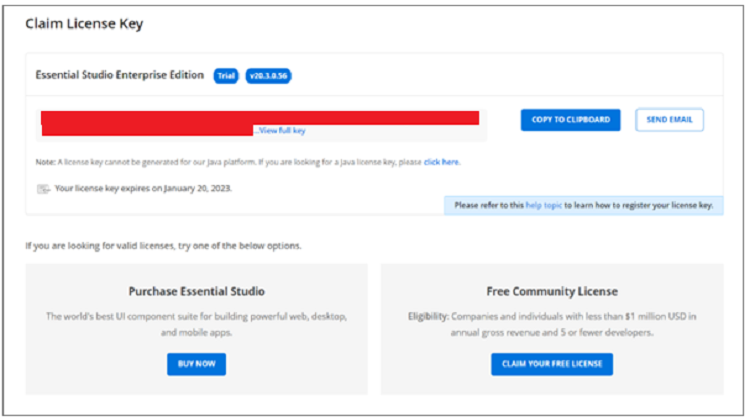 Claim License Key
Essential Studio Enterprise Edition Trial v20.3.0.56
...View full key
COPY TO CLIPBOARD
SEND EMAIL
Note: A license key cannot be generated for our Java platform. If you are looking for a Java license key, please click here.
Your license key expires on January 20, 2023.
Please refer to this help topic to learn how to register your license key.
If you are looking for valid licenses, try one of the below options.
Purchase Essential Studio
The world's best UI component suite for building powerful web, desktop,
and mobile apps.
BUY NOW
Free Community License
Eligibility: Companies and individuals with less than $1 million USD in
annual gross revenue and 5 or fewer developers.
CLAIM YOUR FREE LICENSE